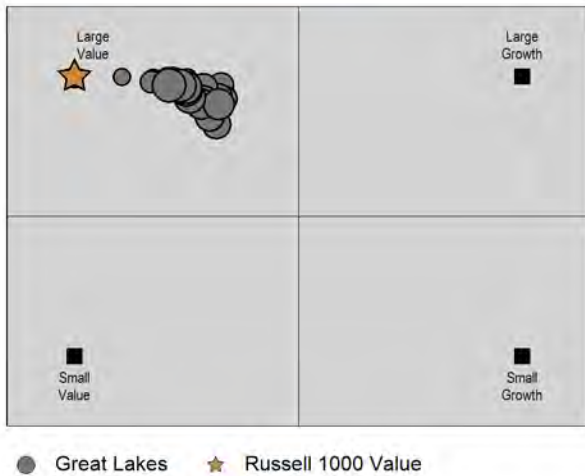 Large
Value
Large
Growth
Small
Value
Small
Growth
Great Lakes
Russell 1000 Value